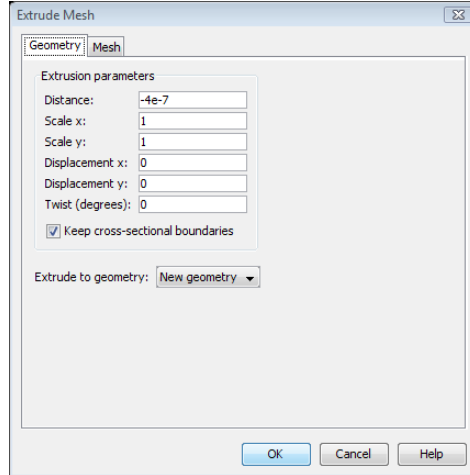 Extrude Mesh
Geometry Mesh
Extrusion parameters
Distance: -4e-7
Scale x: 1
Scale y: 1
Displacement x: 0
Displacement y: 0
Twist (degrees): 0
Keep cross-sectional boundaries
Extrude to geometry: New geometry
OK Cancel Help